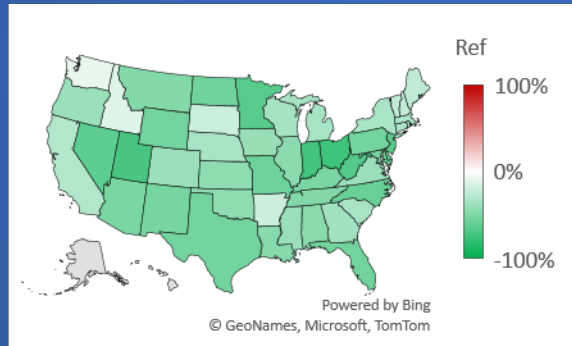 Ref
100%
0%
-100%
Powered by Bing
© GeoNames, Microsoft, TomTom